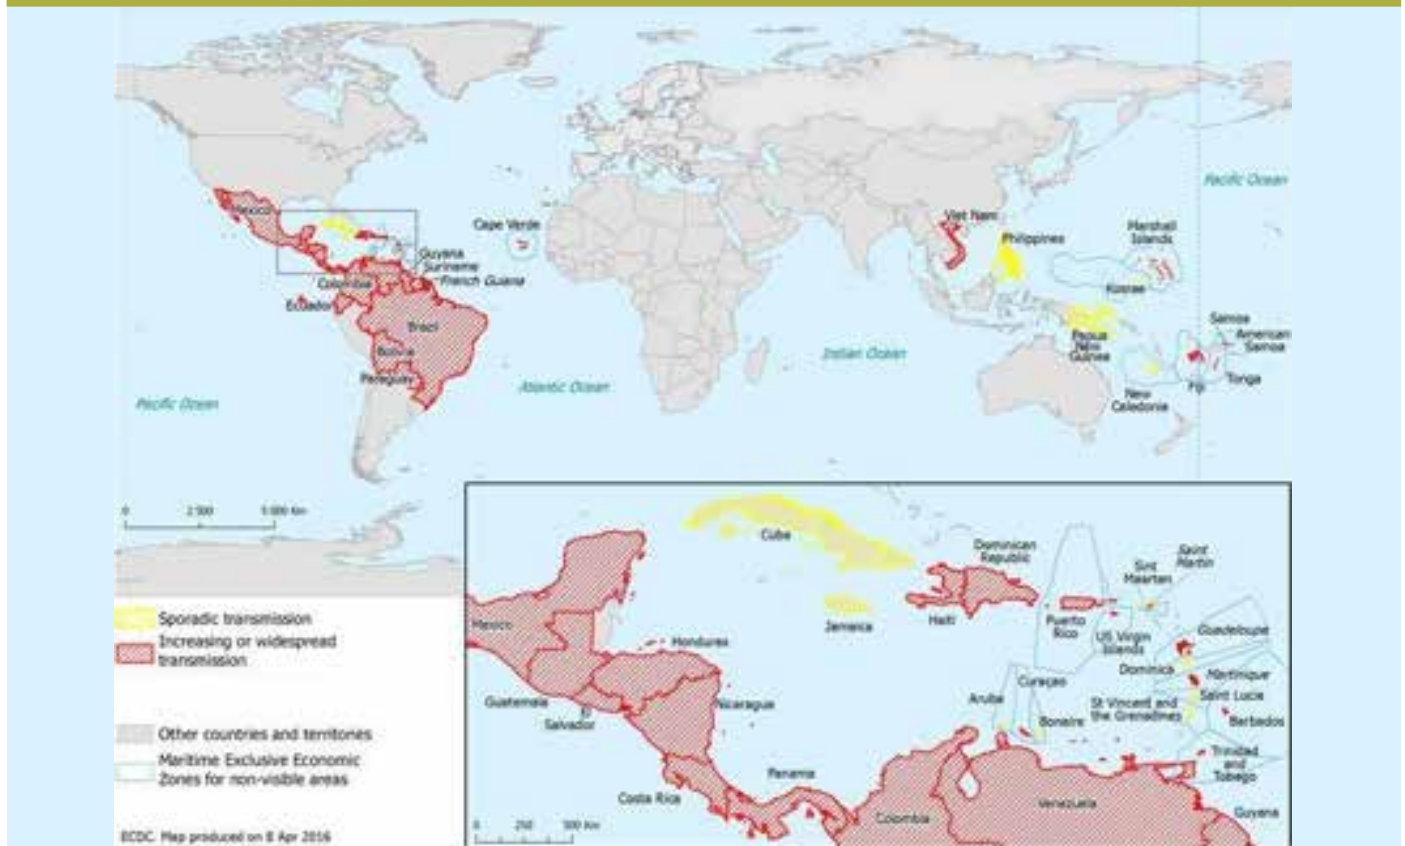 Mexico
Cape Verde
Guyana
Suriname
French Guiana
Colombia
Ecuador
Brazil
Bolivia
Paraguay
Pacific Ocean
Atlantic Ocean
Indian Ocean
Pacific Ocean
Viet Nam
Philippines
Marshall
Islands
Kosrae
Papua
New
Guinea
Samoa
American
Samoa
Fiji
Tonga
New
Caledonia
0 2 500 5 000 Km
Sporadic transmission
Increasing or widespread
transmission
Other countries and territories
Maritime Exclusive Economic
Zones for non-visible areas
ECDC. Map produced on 8 Apr 2016
Cuba
Jamaica
Haiti
Dominican
Republic
Puerto
Rico
US Virgin
Islands
Sint
Maarten
Saint
Martin
Guadeloupe
Dominica
Martinique
Saint Lucia
St Vincent and
the Grenadines
Barbados
Trinidad
and
Tobago
Aruba
Curaçao
Bonaire
Mexico
Guatemala
El
Salvador
Honduras
Nicaragua
Costa Rica
Panama
Colombia
Venezuela
Guyana
0 250 500 Km